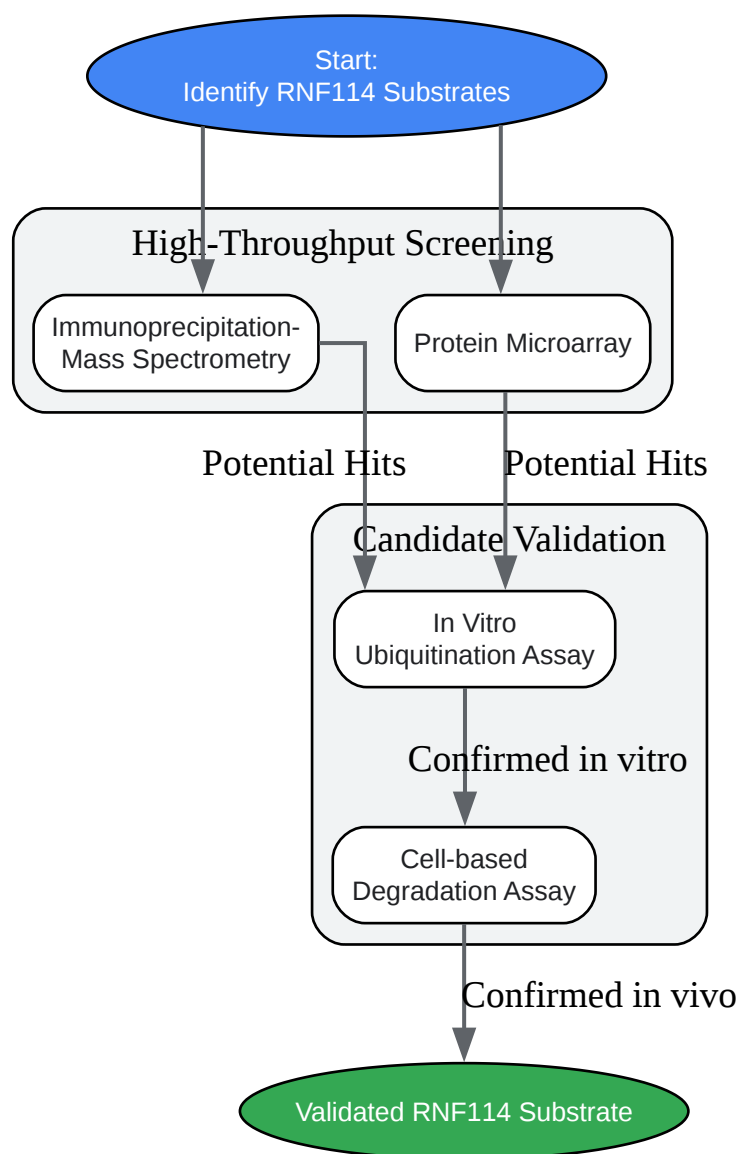 Start:
Identify RNF114 Substrates
High-Throughput Screening
Immunoprecipitation-
Mass Spectrometry
Protein Microarray
Potential Hits
Potential Hits
Candidate Validation
In Vitro
Ubiquitination Assay
Confirmed in vitro
Cell-based
Degradation Assay
Confirmed in vivo
Validated RNF114 Substrate